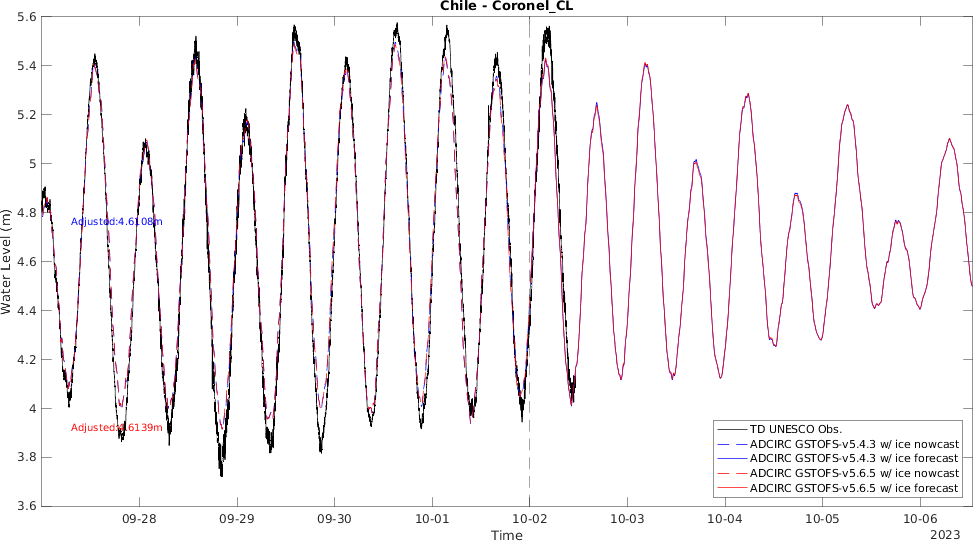 Chile - Coronel_CL
5.6
5.4
5.2
5
4.8
4.6
4.4
4.2
4
3.8
3.6
Water Level (m)
Adjusted:4.6108m
Adjusted:4.6139m
TD UNESCO Obs.
ADCIRC GSTOFS-v5.4.3 w/ ice nowcast
ADCIRC GSTOFS-v5.4.3 w/ ice forecast
ADCIRC GSTOFS-v5.6.5 w/ ice nowcast
ADCIRC GSTOFS-v5.6.5 w/ ice forecast
09-28 09-29 09-30 10-01 10-02 10-03 10-04 10-05 10-06
Time
2023